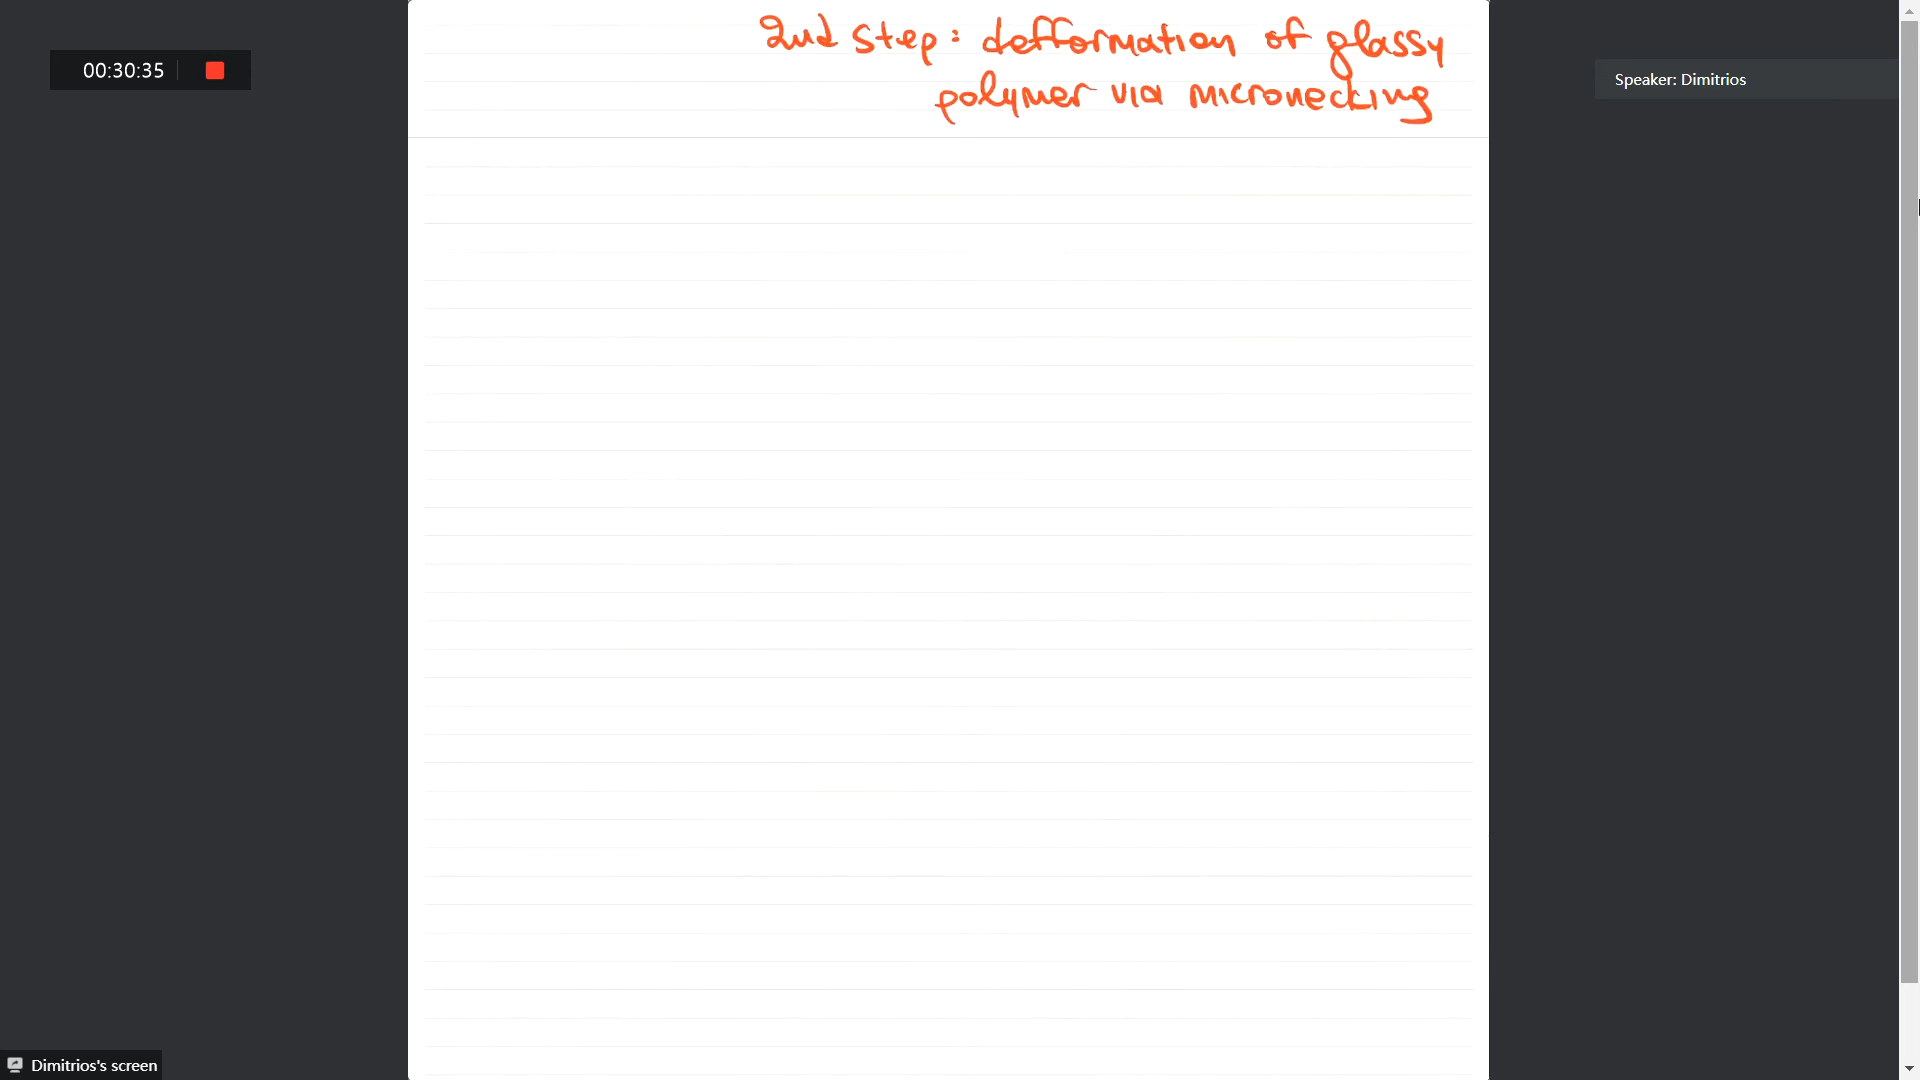 2nd step: defformation of glassy
polymer via micronecking
00:30:35
Speaker: Dimitrios
Dimitrios's screen